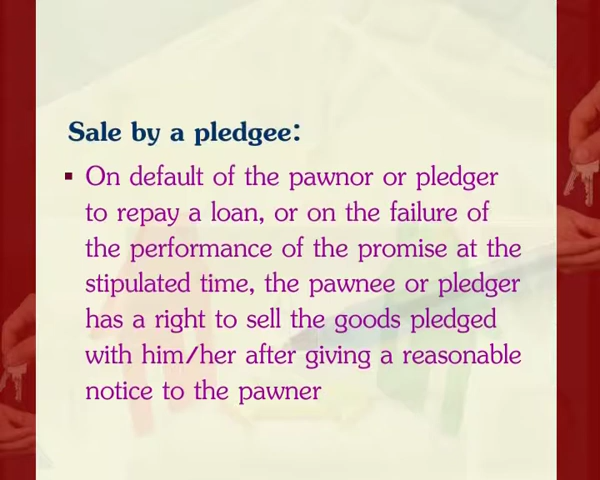 Sale by a pledgee:
▪ On default of the pawnor or pledger
to repay a loan, or on the failure of
the performance of the promise at the
stipulated time, the pawnee or pledger
has a right to sell the goods pledged
with him/her after giving a reasonable
notice to the pawner